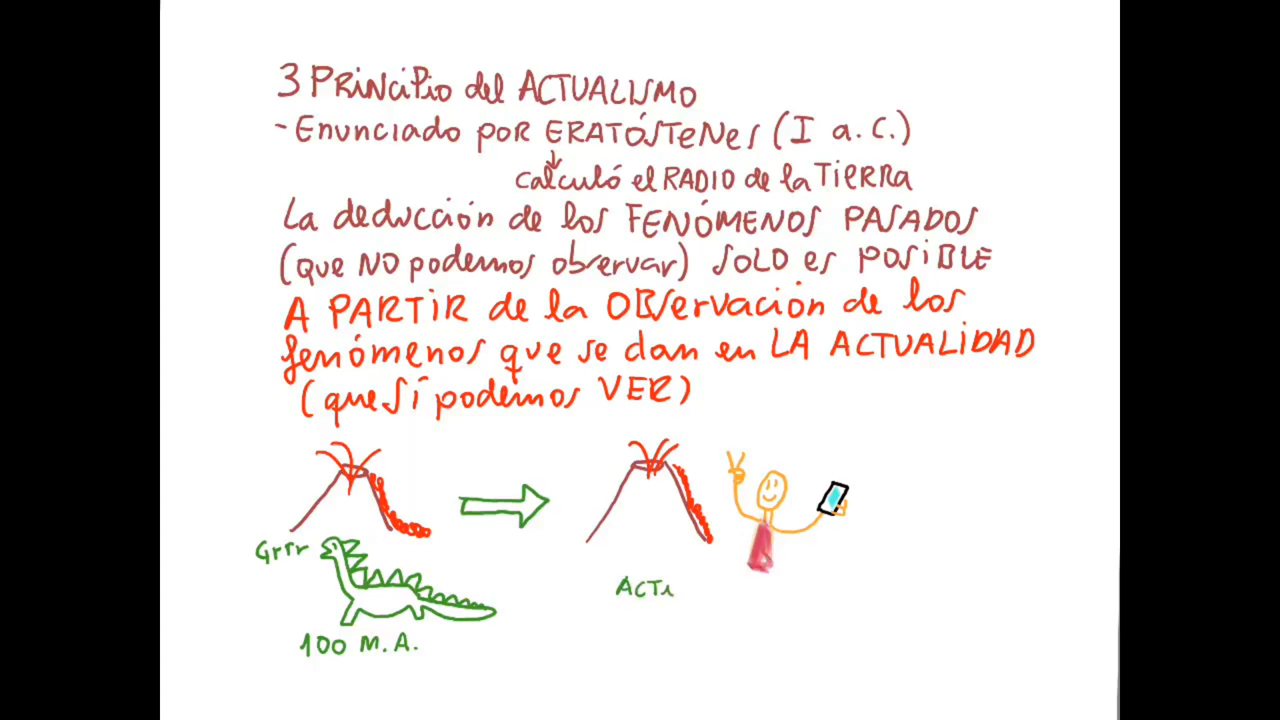 3 PRiNciPio del ACTUALISMO
- Enunciado poR ERATÓSTeNeS (I a.C.)
calculó el RADIO de la TiERRa
La deducción de los FENÓMENOS PASADOS
(que NO podemos observar) SOLO es POSiBLE
A PARTiR de la OBServación de los
fenómenos que se dan en LA ACTUALiDAD
(que Sí podemos VER)
Grrr
100 M.A.
ACTu